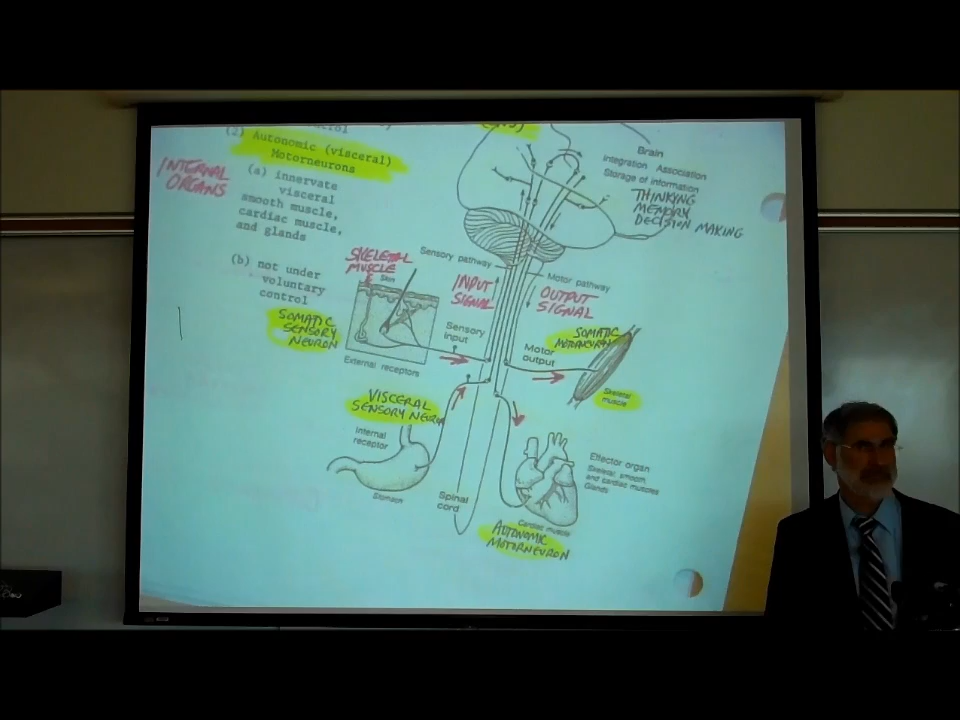 (2) Autonomic (visceral)
Motorneurons
INTERNAL
ORGANS
(a) innervate
visceral
smooth muscle,
cardiac muscle,
and glands
(b) not under
voluntary
control
SOMATIC
SENSORY
NEURON
SKELETAL
MUSCLE
Skin
External receptors
Sensory pathway
INPUT
SIGNAL
Sensory
input
VISCERAL
SENSORY NEURON
Internal
receptor
Stomach
Spinal
cord
Brain
Integration Association
Storage of information
THINKING
MEMORY
DECISION MAKING
Motor pathway
OUTPUT
SIGNAL
SOMATIC
MOTORNEURON
Motor
output
Skeletal
muscle
Effector organ
Skeletal, smooth
and cardiac muscles
Glands
Cardiac muscle
AUTONOMIC
MOTORNEURON